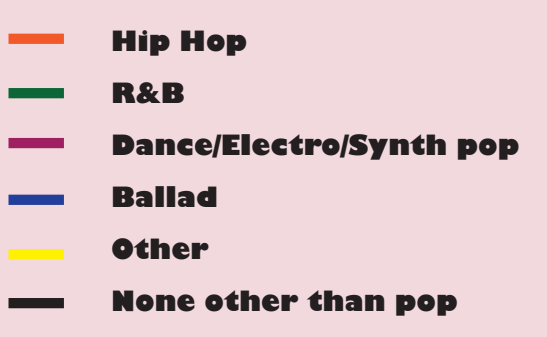 Hip Hop
R&B
Dance/Electro/Synth pop
Ballad
Other
None other than pop